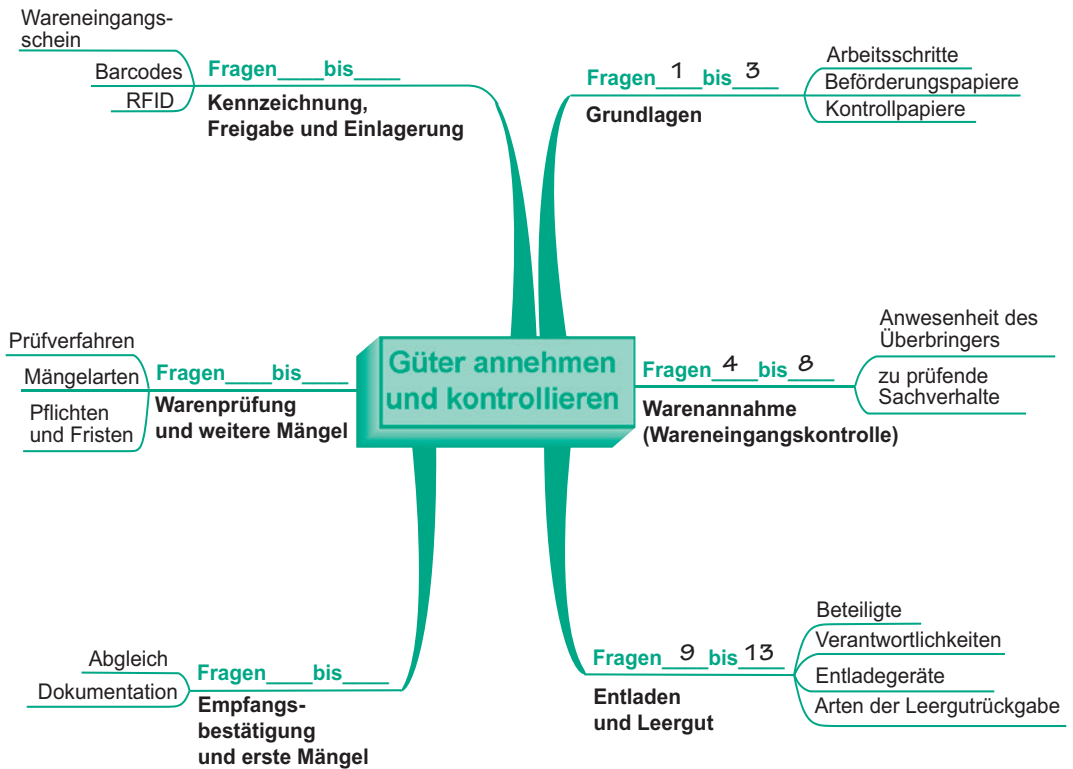 Güter annehmen
und kontrollieren
Fragen 1 bis 3
Grundlagen
Arbeitsschritte
Beförderungspapiere
Kontrollpapiere
Fragen 4 bis 8
Warenannahme
(Wareneingangskontrolle)
Anwesenheit des
Überbringers
zu prüfende
Sachverhalte
Fragen 9 bis 13
Entladen
und Leergut
Beteiligte
Verantwortlichkeiten
Entladegeräte
Arten der Leergutrückgabe
Fragen____bis____
Empfangs-
bestätigung
und erste Mängel
Abgleich
Dokumentation
Fragen____bis____
Warenprüfung
und weitere Mängel
Prüfverfahren
Mängelarten
Pflichten
und Fristen
Fragen____bis____
Kennzeichnung,
Freigabe und Einlagerung
Wareneingangs-
schein
Barcodes
RFID